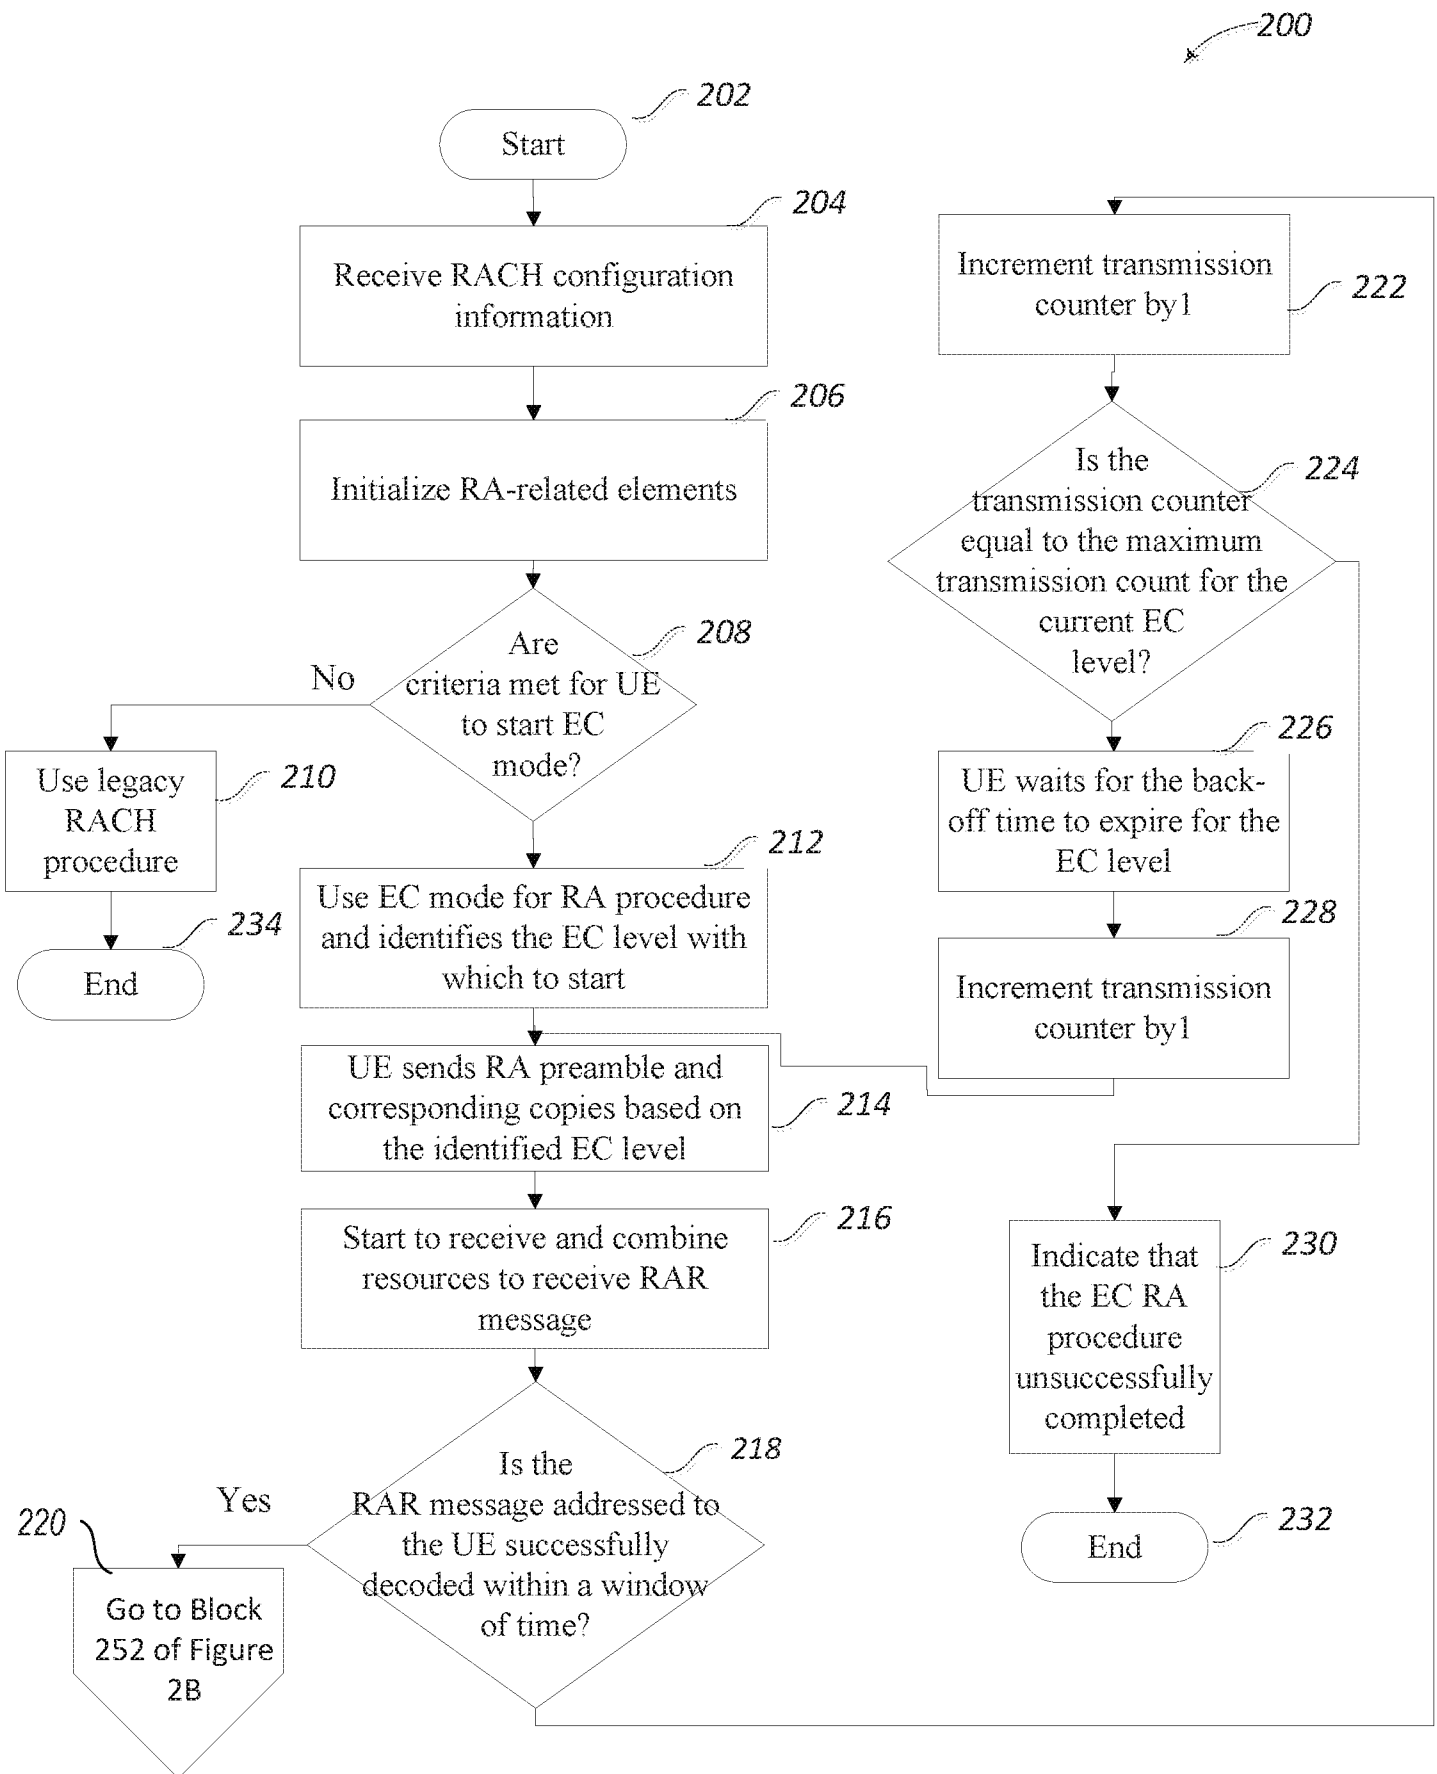 200
202
Start
204
Receive RACH configuration
information
206
Initialize RA-related elements
208
Are
criteria met for UE
to start EC
mode?
No
210
Use legacy
RACH
procedure
234
End
212
Use EC mode for RA procedure
and identifies the EC level with
which to start
214
UE sends RA preamble and
corresponding copies based on
the identified EC level
216
Start to receive and combine
resources to receive RAR
message
218
Is the
RAR message addressed to
the UE successfully
decoded within a window
of time?
Yes
220
Go to Block
252 of Figure
2B
222
Increment transmission
counter by1
224
Is the
transmission counter
equal to the maximum
transmission count for the
current EC
level?
226
UE waits for the back-
off time to expire for the
EC level
228
Increment transmission
counter by1
230
Indicate that
the EC RA
procedure
unsuccessfully
completed
232
End